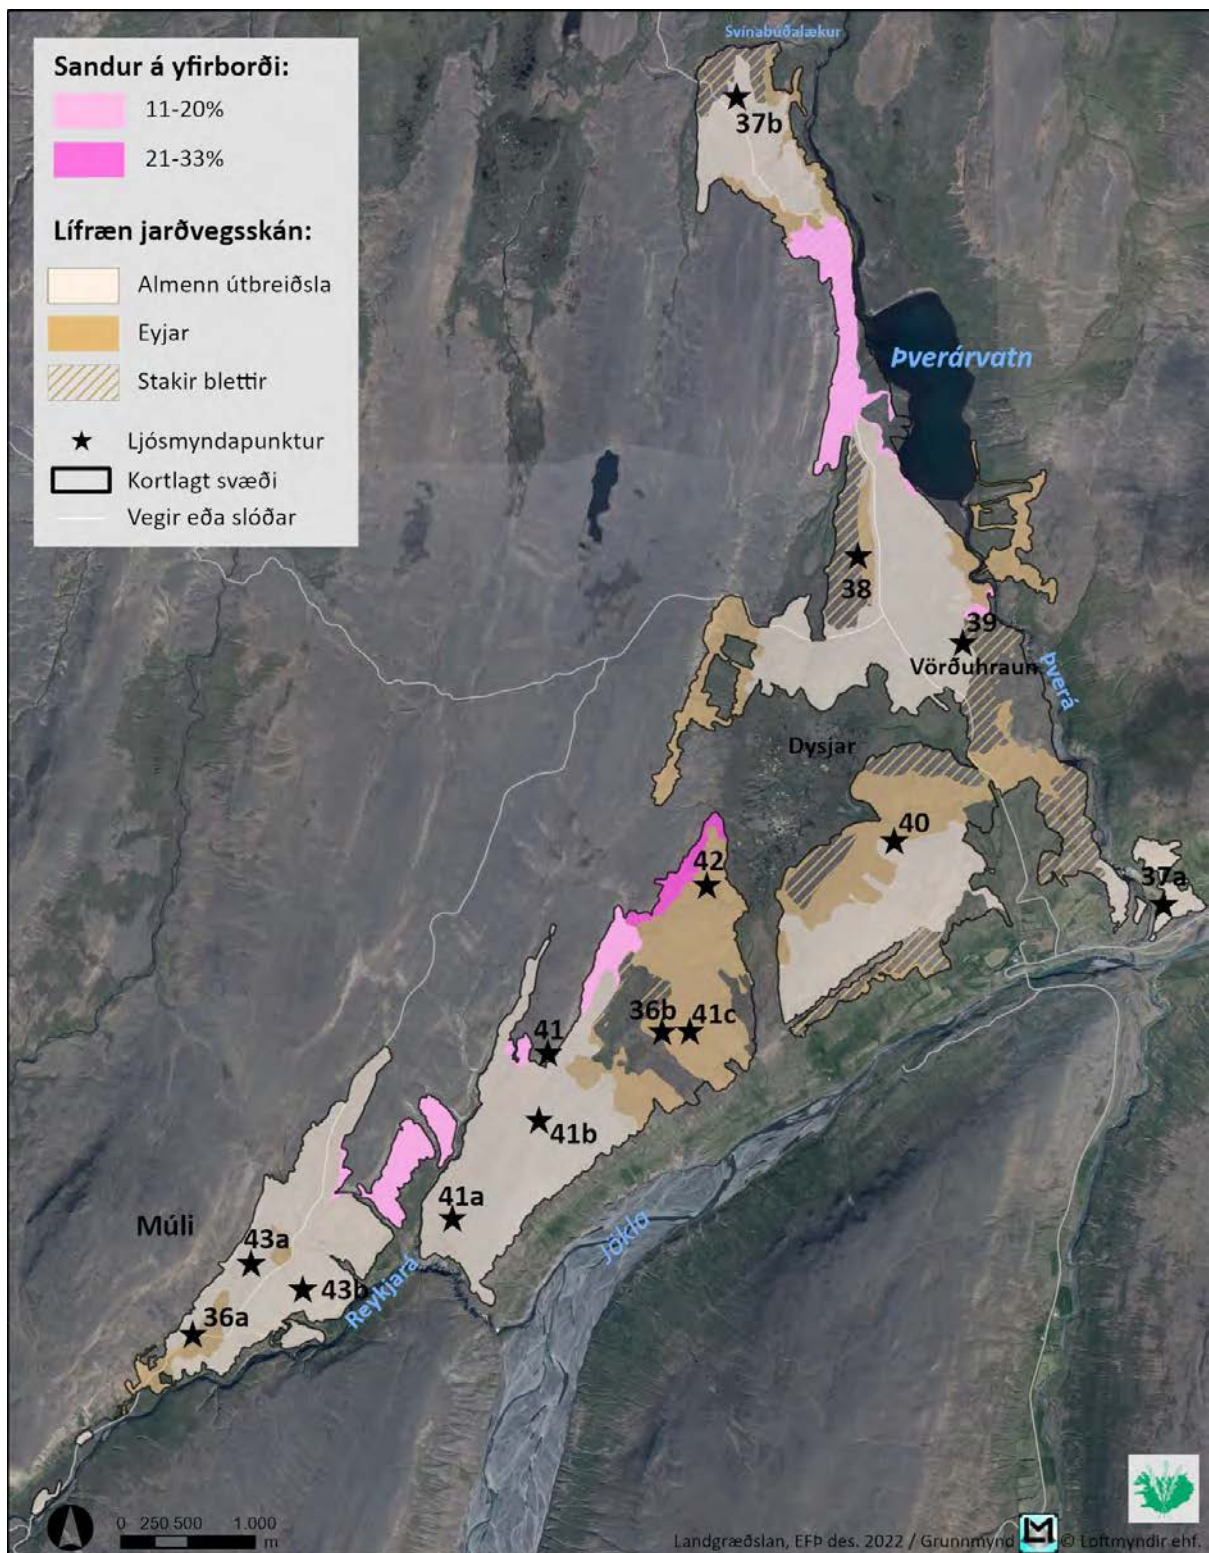 Sandur á yfirborði:
11-20%
21-33%
Lífræn jarðvegsskán:
Almenn útbreiðsla
Eyjar
Stakir blettir
Ljósmyndapunktur
Kortlagt svæði
Vegir eða slóðar
Svínabúðalækur
37b
Þverárvatn
38
39
Vörðuhraun
Þverá
Dysjar
40
42
37a
36b
41c
41
41b
41a
Múli
43a
43b
36a
Reykjará
Jökla
0 250 500 1.000
m
Landgræðslan, EFÞ des. 2022 / Grunnmynd LM © Loftmyndir ehf.